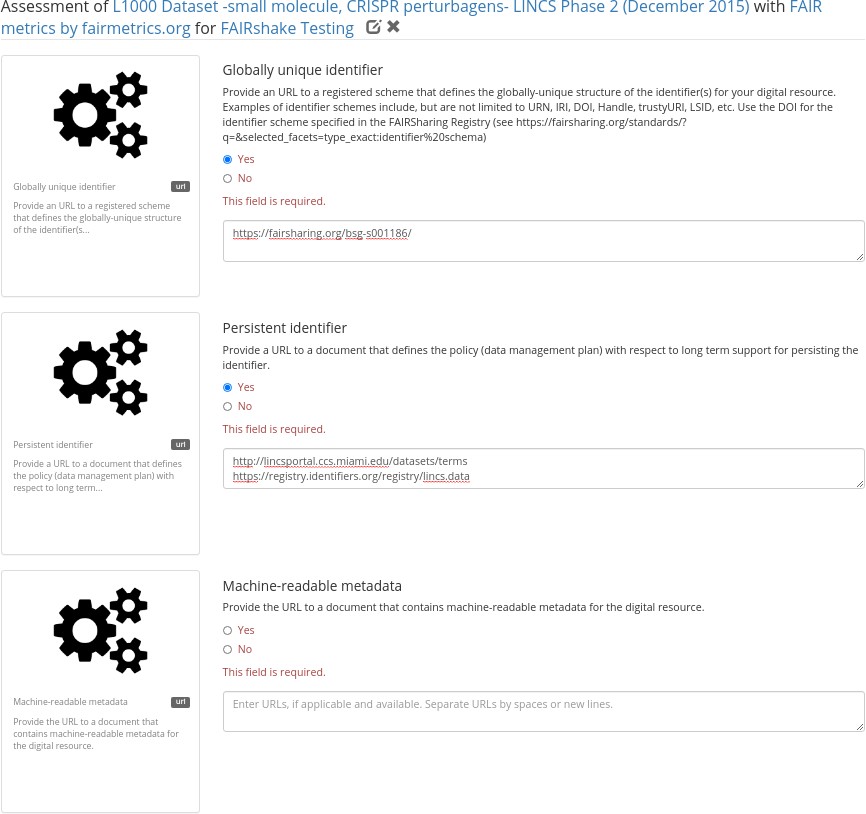 Assessment of L1000 Dataset -small molecule, CRISPR perturbagens- LINCS Phase 2 (December 2015) with FAIR
metrics by fairmetrics.org for FAIRshake Testing
Globally unique identifier
Provide an URL to a registered scheme that defines the globally-unique structure of the identifier(s) for your digital resource.
Examples of identifier schemes include, but are not limited to URN, IRI, DOI, Handle, trustyURI, LSID, etc. Use the DOI for the
identifier scheme specified in the FAIRSharing Registry (see https://fairsharing.org/standards/?
q=&selected_facets=type_exact:identifier%20schema)
Yes
No
This field is required.
https://fairsharing.org/bsg-s001186/
Globally unique identifier url
Provide an URL to a registered scheme
that defines the globally-unique structure
of the identifier(s...
Persistent identifier
Provide a URL to a document that defines the policy (data management plan) with respect to long term support for persisting the
identifier.
Yes
No
This field is required.
http://lincsportal.ccs.miami.edu/datasets/terms
https://registry.identifiers.org/registry/lincs.data
Persistent identifier url
Provide a URL to a document that defines
the policy (data management plan) with
respect to long term...
Machine-readable metadata
Provide the URL to a document that contains machine-readable metadata for the digital resource.
Yes
No
This field is required.
Enter URLs, if applicable and available. Separate URLs by spaces or new lines.
Machine-readable metadata url
Provide the URL to a document that
contains machine-readable metadata for
the digital resource.